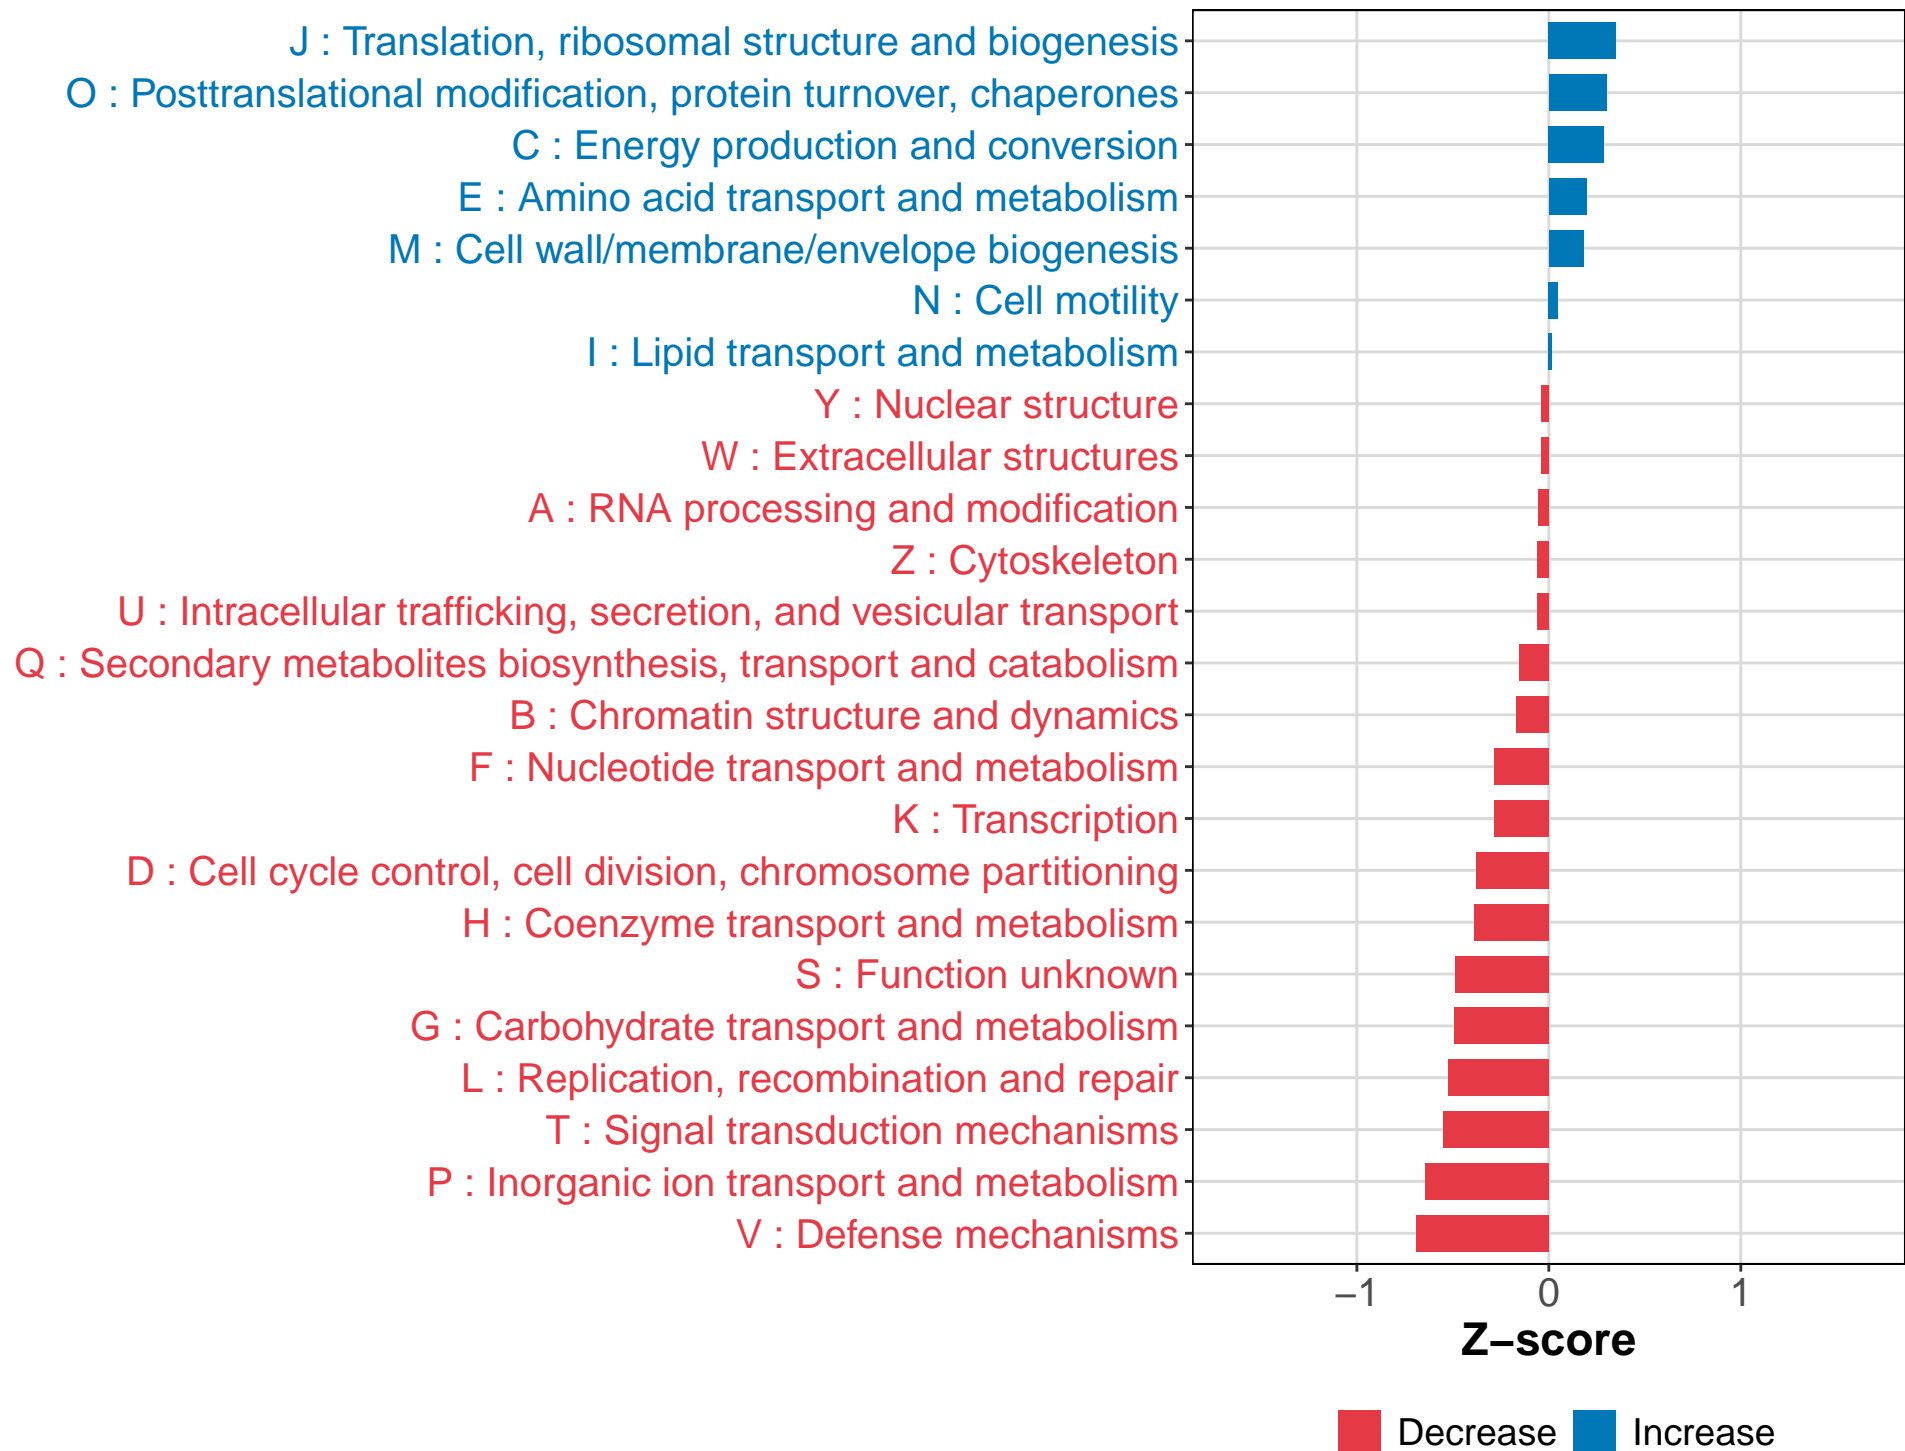 J : Translation, ribosomal structure and biogenesis
O : Posttranslational modification, protein turnover, chaperones
C : Energy production and conversion
E : Amino acid transport and metabolism
M : Cell wall/membrane/envelope biogenesis
N : Cell motility
I : Lipid transport and metabolism
Y : Nuclear structure
W : Extracellular structures
A : RNA processing and modification
Z : Cytoskeleton
U : Intracellular trafficking, secretion, and vesicular transport
Q : Secondary metabolites biosynthesis, transport and catabolism
B : Chromatin structure and dynamics
F : Nucleotide transport and metabolism
K : Transcription
D : Cell cycle control, cell division, chromosome partitioning
H : Coenzyme transport and metabolism
S : Function unknown
G : Carbohydrate transport and metabolism
L : Replication, recombination and repair
T : Signal transduction mechanisms
P : Inorganic ion transport and metabolism
V : Defense mechanisms
−1 0 1
Z−score
Decrease Increase